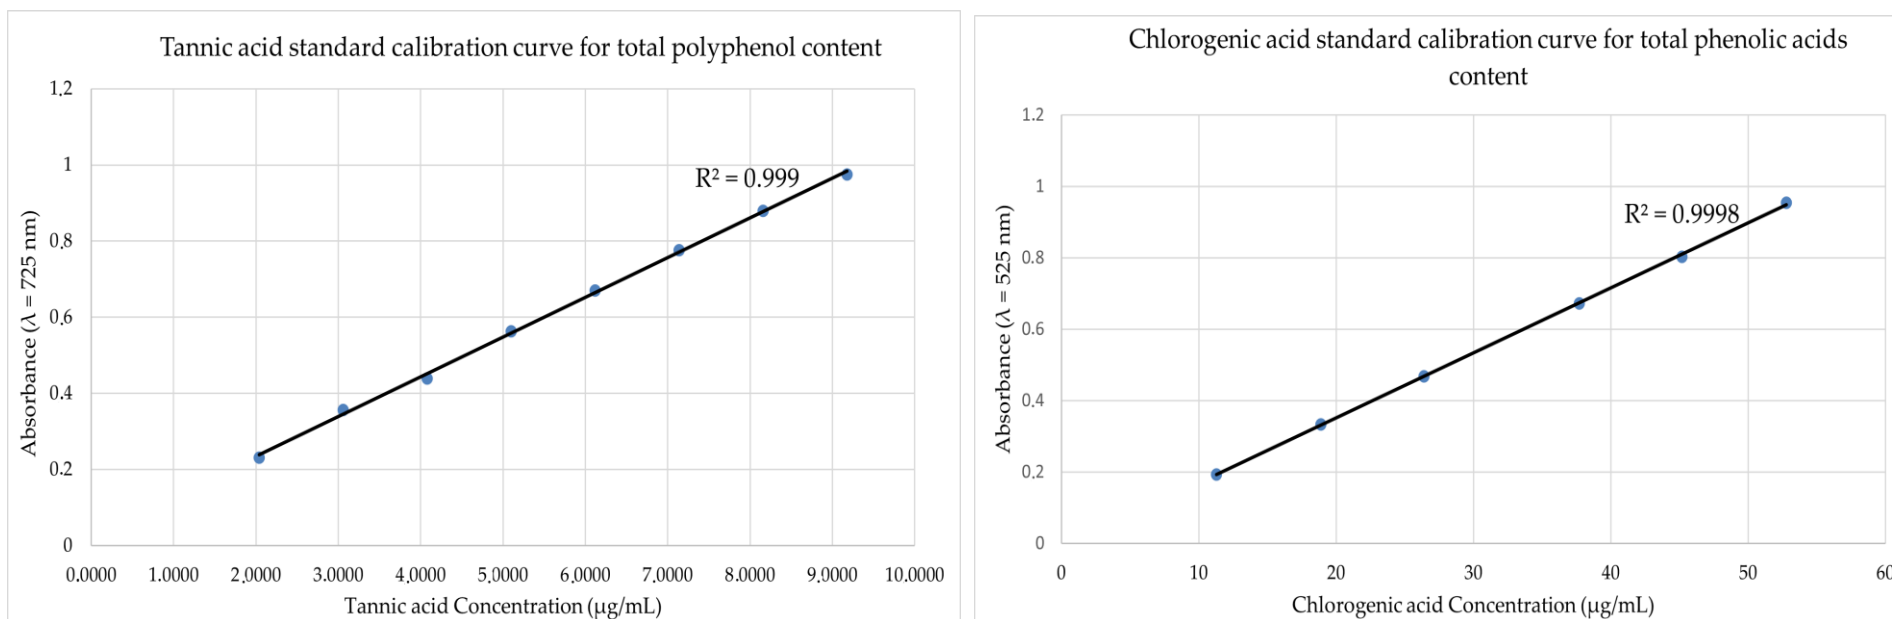 Tannic acid standard calibration curve for total polyphenol content
1.2
1
0.8
0.6
0.4
0.2
0
R² = 0.999
Absorbance (λ = 725 nm)
0.0000 1.0000 2.0000 3.0000 4.0000 5.0000 6.0000 7.0000 8.0000 9.0000 10.0000
Tannic acid Concentration (µg/mL)
Chlorogenic acid standard calibration curve for total phenolic acids
content
1.2
1
0.8
0.6
0.4
0.2
0
R² = 0.9998
Absorbance (λ = 525 nm)
0 10 20 30 40 50 60
Chlorogenic acid Concentration (µg/mL)